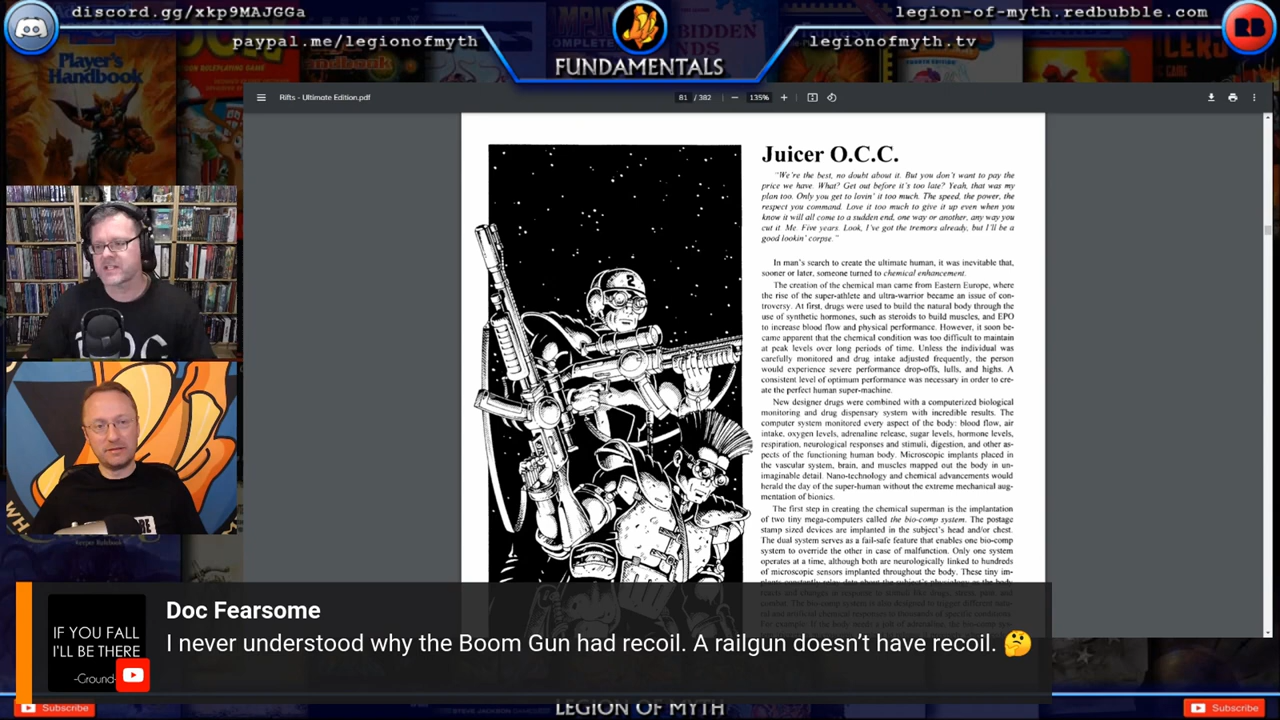 discord.gg/xkp9MAJGGa
legion-of-myth.redbubble.com
paypal.me/legionofmyth
legionofmyth.tv
FUNDAMENTALS
Player's
Handbook
Rifts - Ultimate Edition.pdf
81 / 382
135%
Juicer O.C.C.
"We're the best, no doubt about it. But you don't want to pay the
price we have. What? Get out before it's too late? Yeah, that was my
plan too. Only you get to lovin' it too much. The speed, the power, the
respect you command. Love it too much to give it up even when you
know it will all come to a sudden end, one way or another, any way you
cut it. Me. Five years. Look, I've got the tremors already, but I'll be a
good lookin' corpse."
In man's search to create the ultimate human, it was inevitable that,
sooner or later, someone turned to chemical enhancement.
The creation of the chemical man came from Eastern Europe, where
the rise of the super-athlete and ultra-warrior became an issue of con-
troversy. At first, drugs were used to build the natural body through the
use of synthetic hormones, such as steroids to build muscles, and EPO
to increase blood flow and physical performance. However, it soon be-
came apparent that the chemical condition was too difficult to maintain
at peak levels over long periods of time. Unless the individual was
carefully monitored and drug intake adjusted frequently, the person
would experience severe performance drop-offs, lulls, and highs. A
consistent level of optimum performance was necessary in order to cre-
ate the perfect human super-machine.
New designer drugs were combined with a computerized biological
monitoring and drug dispensary system with incredible results. The
computer system monitored every aspect of the body: blood flow, air
intake, oxygen levels, adrenaline release, sugar levels, hormone levels,
respiration, neurological responses and stimuli, digestion, and other as-
pects of the functioning human body. Microscopic implants placed in
the vascular system, brain, and muscles mapped out the body in un-
imaginable detail. Nano-technology and chemical advancements would
herald the day of the super-human without the extreme mechanical aug-
mentation of bionics.
The first step in creating the chemical superman is the implantation
of two tiny mega-computers called the bio-comp system. The postage
stamp sized devices are implanted in the subject's head and/or chest.
The dual system serves as a fail-safe feature that enables one bio-comp
system to override the other in case of malfunction. Only one system
operates at a time, although both are neurologically linked to hundreds
of microscopic sensors implanted throughout the body. These tiny im-
2
IF YOU FALL
I'LL BE THERE
-Ground-
Doc Fearsome
I never understood why the Boom Gun had recoil. A railgun doesn't have recoil. 🤔
Subscribe
LEGION OF MYTH
Subscribe